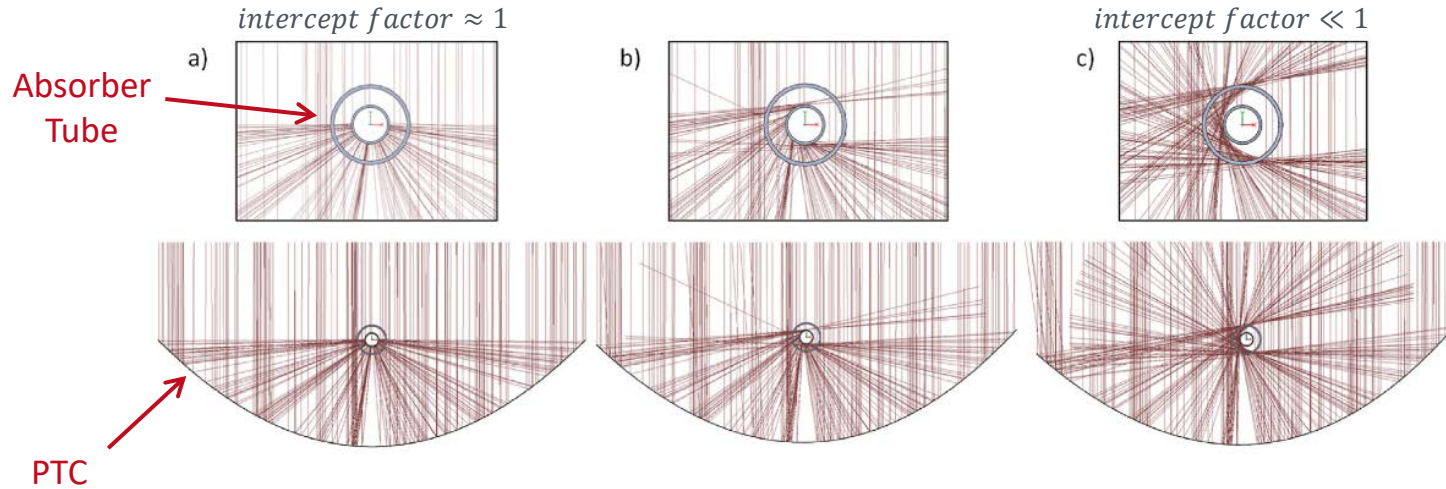 intercept factor ≈ 1
intercept factor ≪ 1
a)
b)
c)
Absorber
Tube
PTC